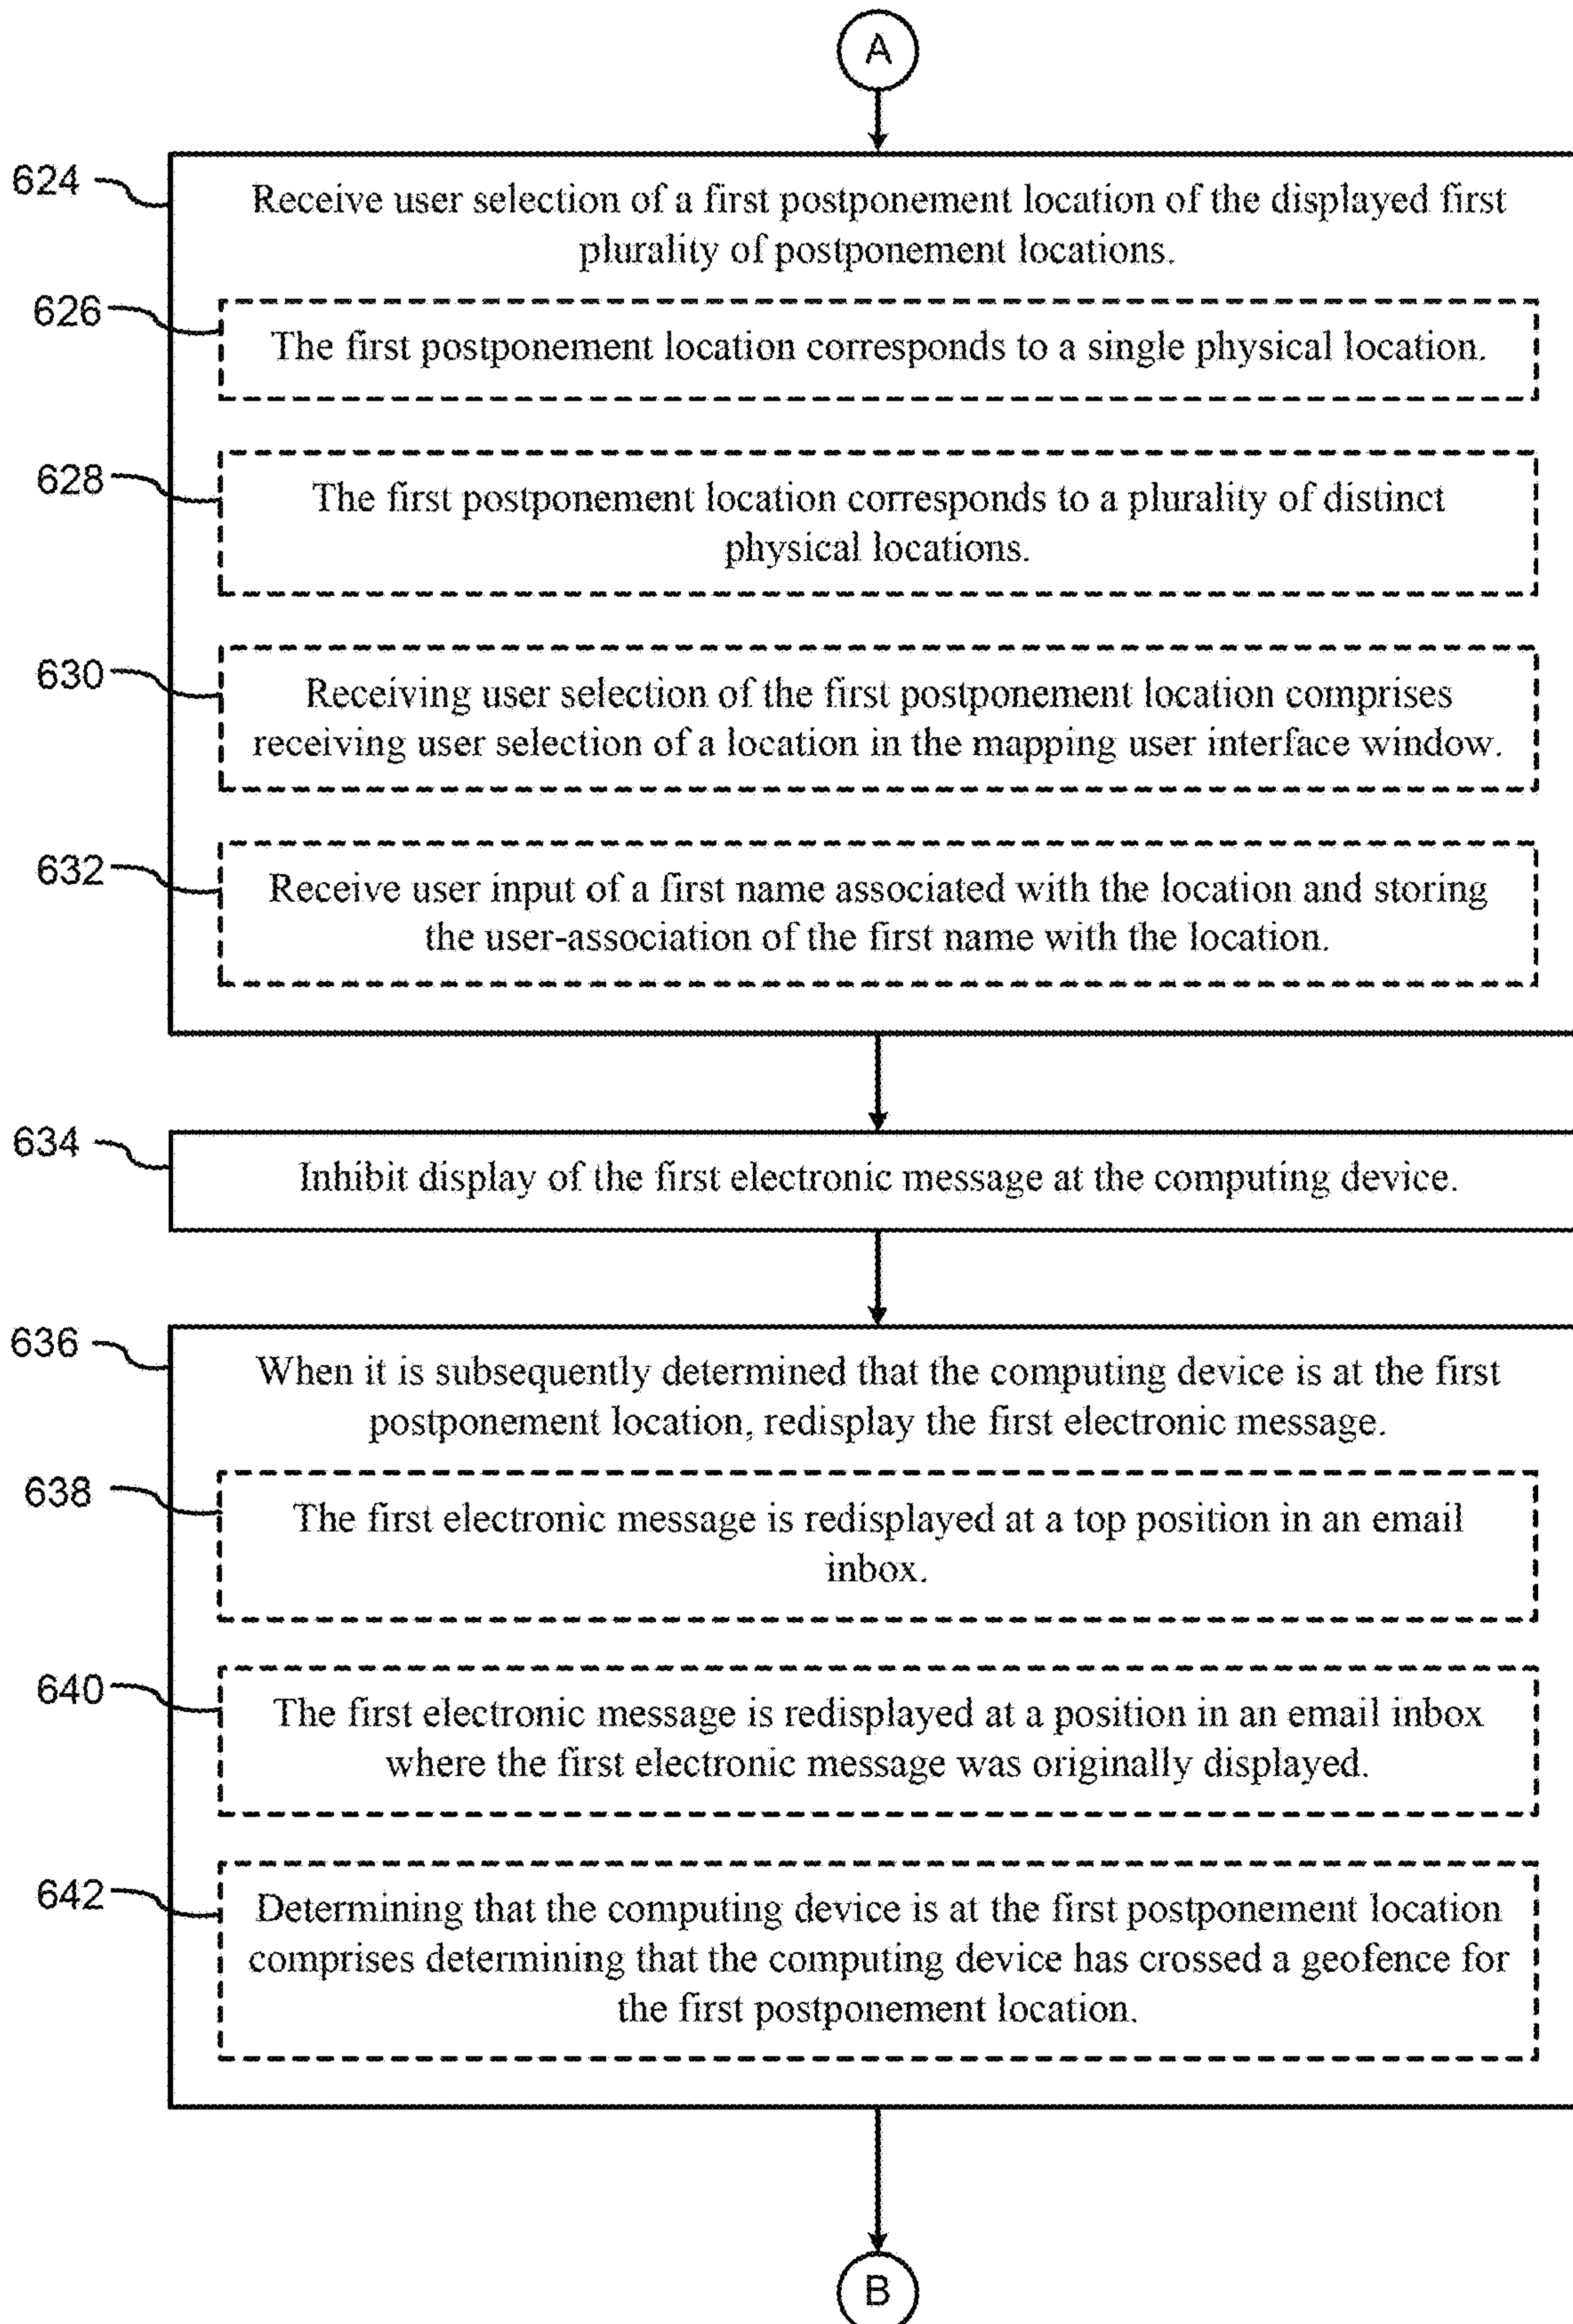 A
624
Receive user selection of a first postponement location of the displayed first
plurality of postponement locations.
626
The first postponement location corresponds to a single physical location.
628
The first postponement location corresponds to a plurality of distinct
physical locations.
630
Receiving user selection of the first postponement location comprises
receiving user selection of a location in the mapping user interface window.
632
Receive user input of a first name associated with the location and storing
the user-association of the first name with the location.
634
Inhibit display of the first electronic message at the computing device.
636
When it is subsequently determined that the computing device is at the first
postponement location, redisplay the first electronic message.
638
The first electronic message is redisplayed at a top position in an email
inbox.
640
The first electronic message is redisplayed at a position in an email inbox
where the first electronic message was originally displayed.
642
Determining that the computing device is at the first postponement location
comprises determining that the computing device has crossed a geofence for
the first postponement location.
B